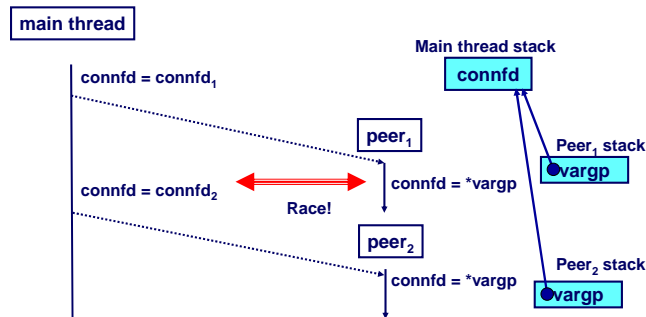 main thread
Main thread stack
connfd
connfd = connfd₁
peer₁
Peer₁ stack
vargp
connfd = *vargp
connfd = connfd₂
Race!
peer₂
Peer₂ stack
connfd = *vargp
vargp